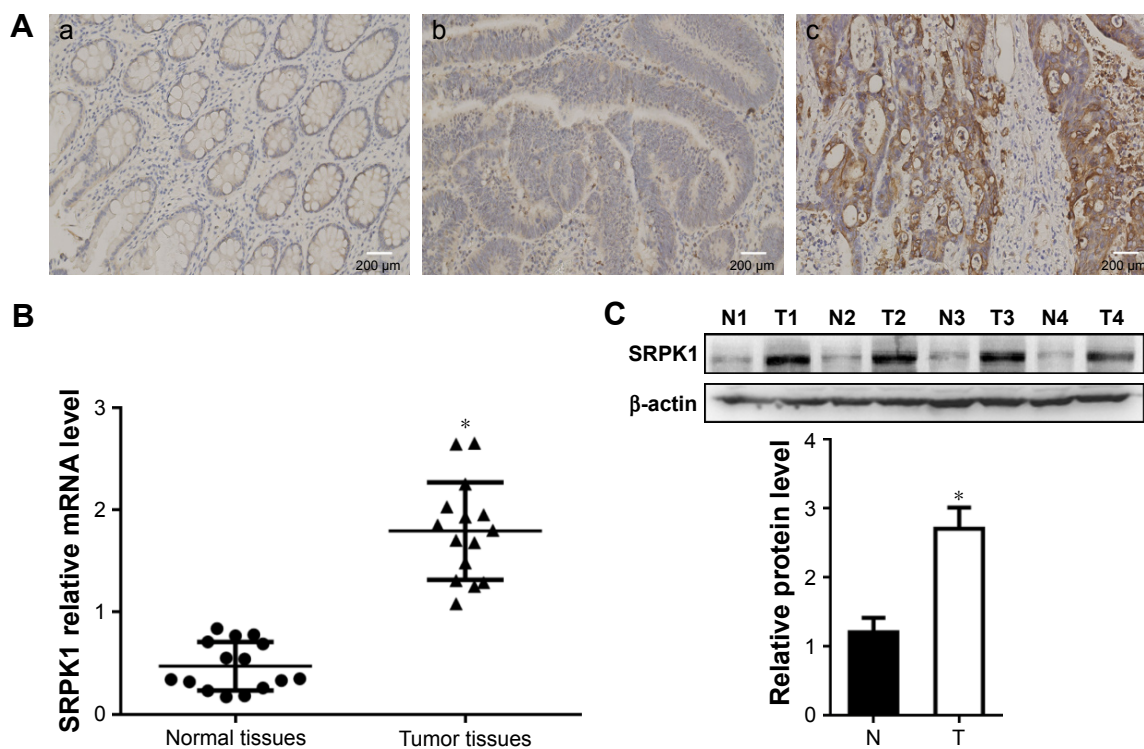 A
a
b
c
200 µm
200 µm
200 µm
B
SRPK1 relative mRNA level
3
2
1
0
*
Normal tissues
Tumor tissues
C
N1 T1 N2 T2 N3 T3 N4 T4
SRPK1
β-actin
Relative protein level
4
3
2
1
0
*
N
T